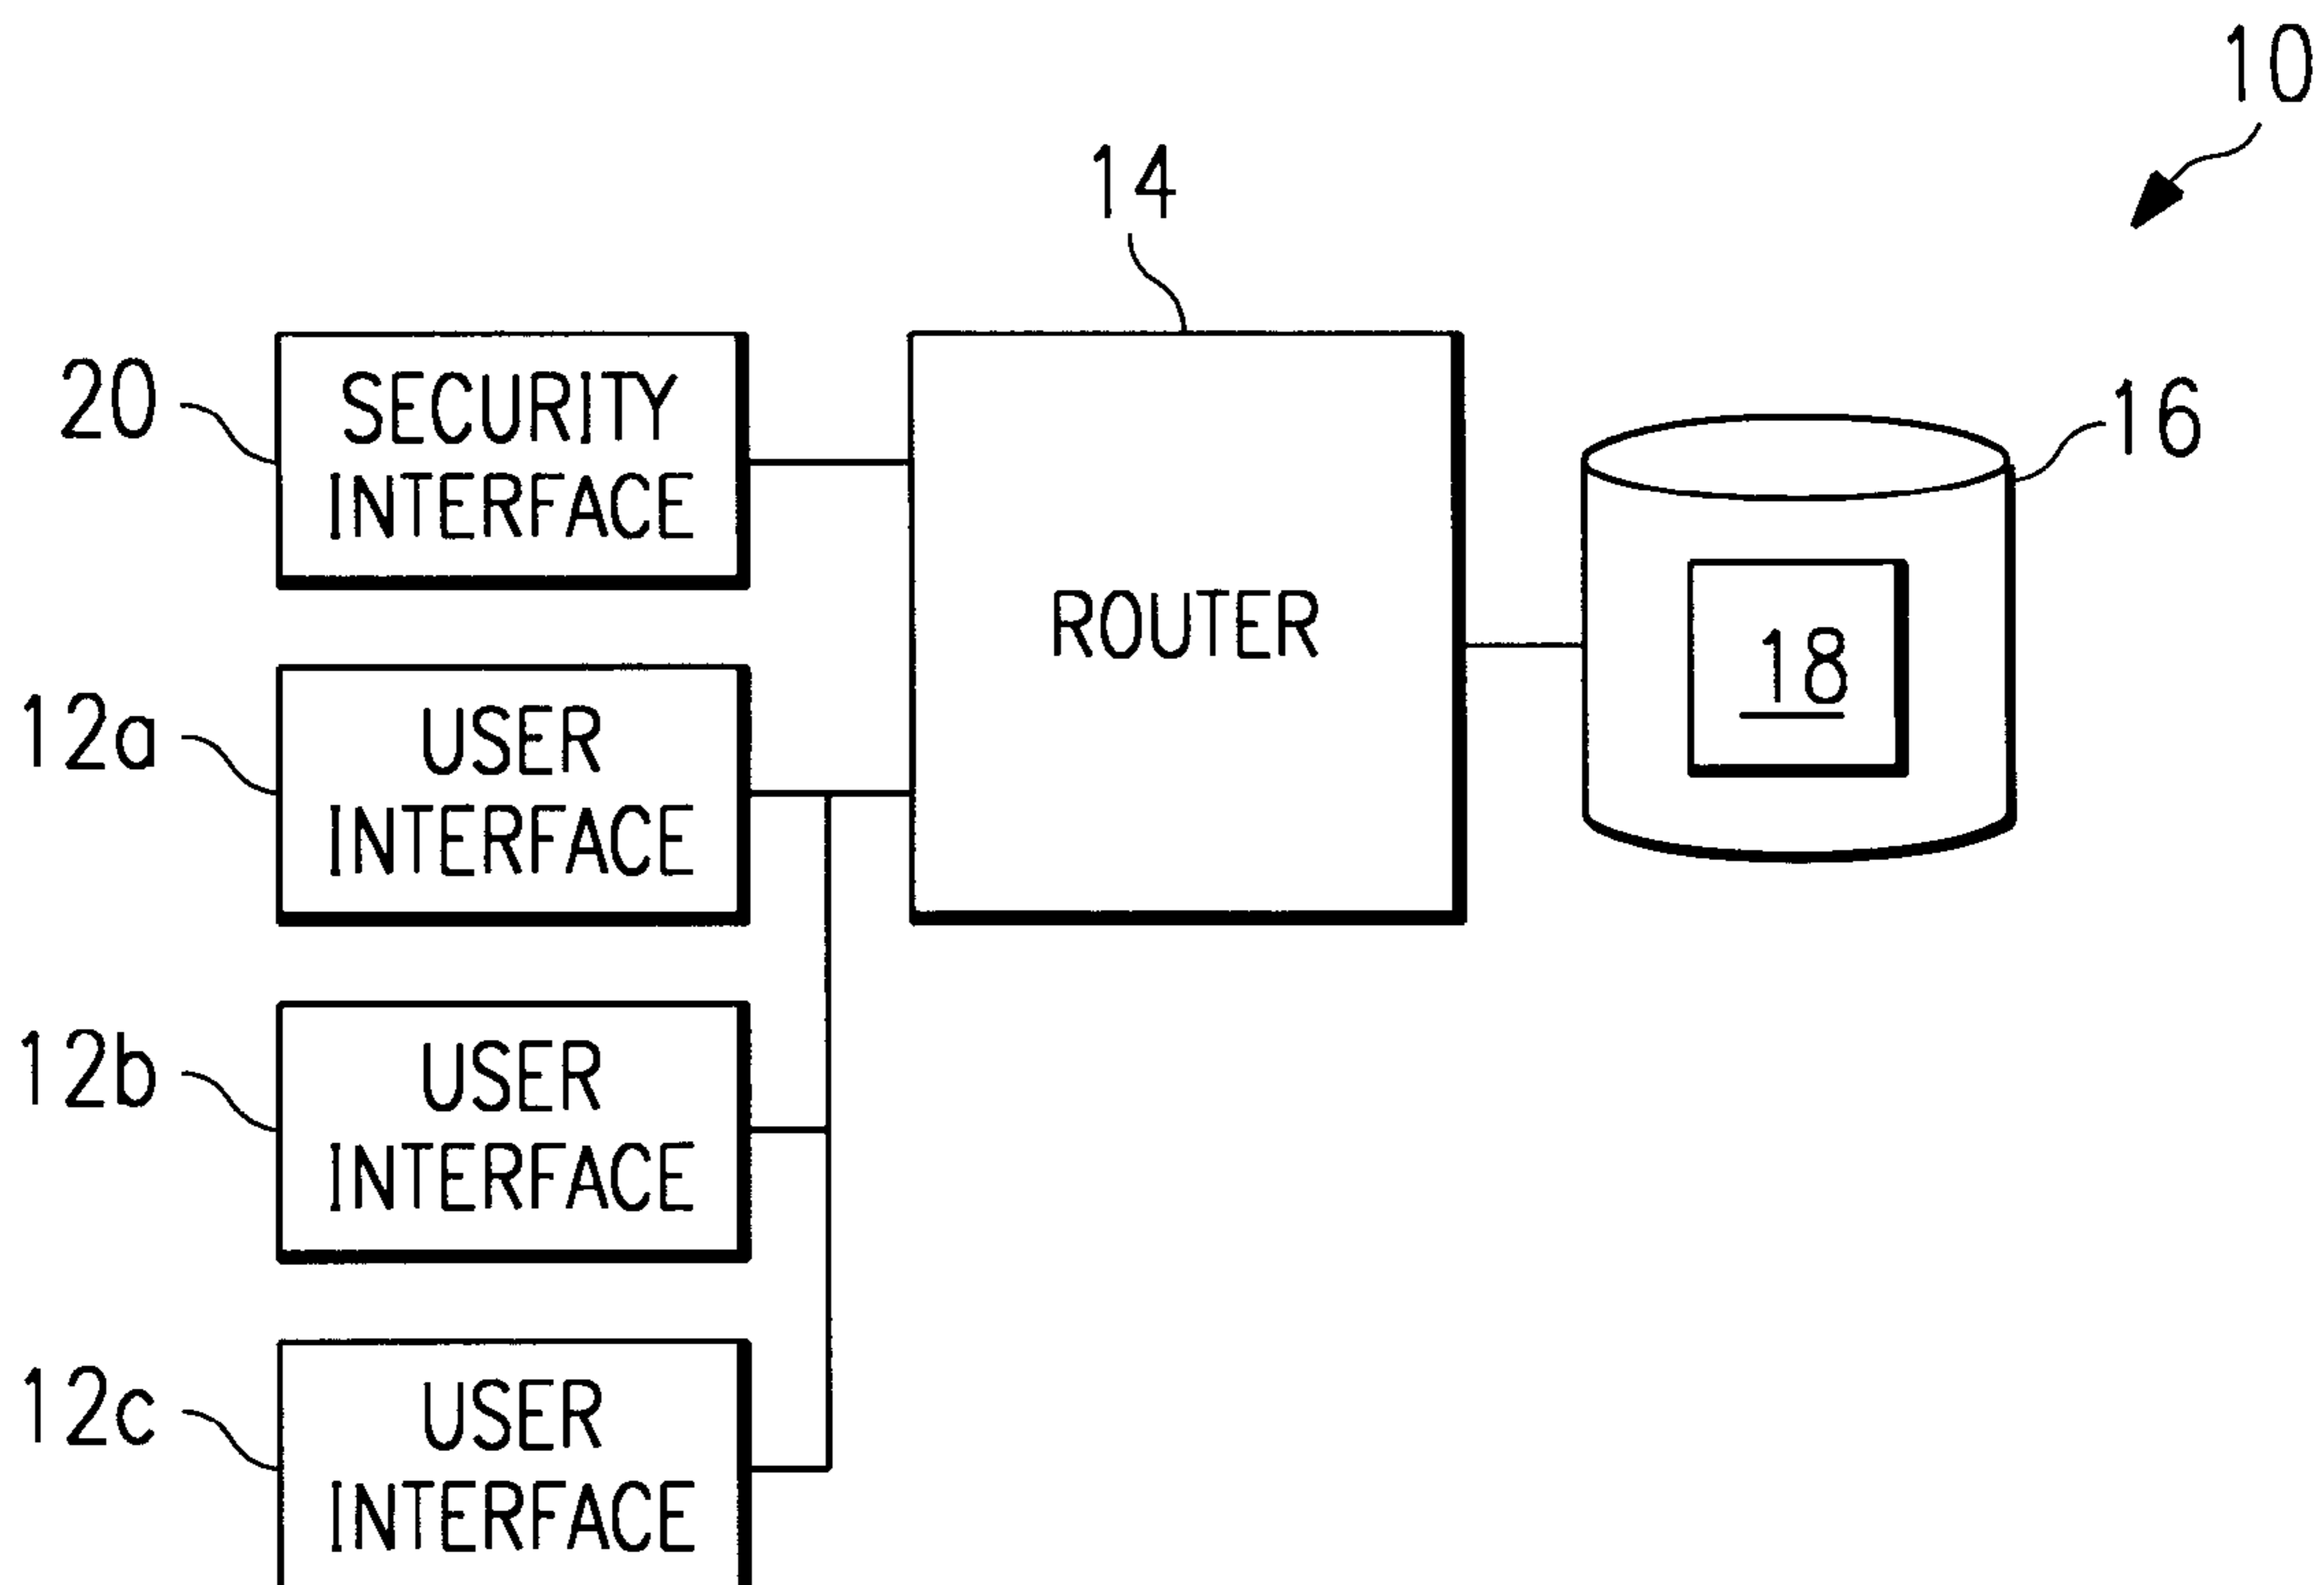 10
14
20
SECURITY
INTERFACE
16
ROUTER
18
12a
USER
INTERFACE
12b
USER
INTERFACE
12c
USER
INTERFACE